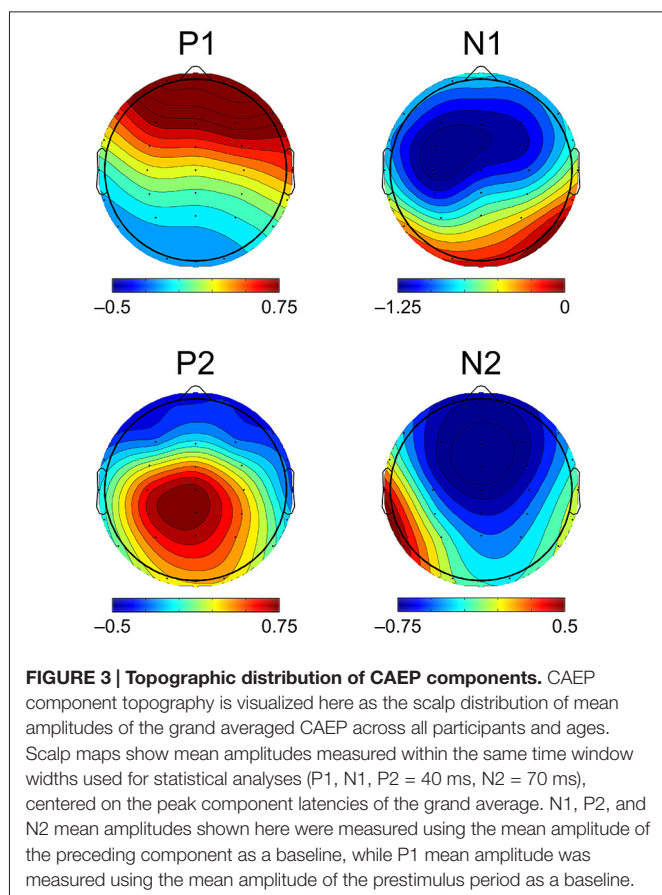 P1 N1
−0.5 0.75 −1.25 0
P2 N2
−0.5 0.75 −0.75 0.5
FIGURE 3 | Topographic distribution of CAEP components. CAEP
component topography is visualized here as the scalp distribution of mean
amplitudes of the grand averaged CAEP across all participants and ages.
Scalp maps show mean amplitudes measured within the same time window
widths used for statistical analyses (P1, N1, P2 = 40 ms, N2 = 70 ms),
centered on the peak component latencies of the grand average. N1, P2, and
N2 mean amplitudes shown here were measured using the mean amplitude of
the preceding component as a baseline, while P1 mean amplitude was
measured using the mean amplitude of the prestimulus period as a baseline.